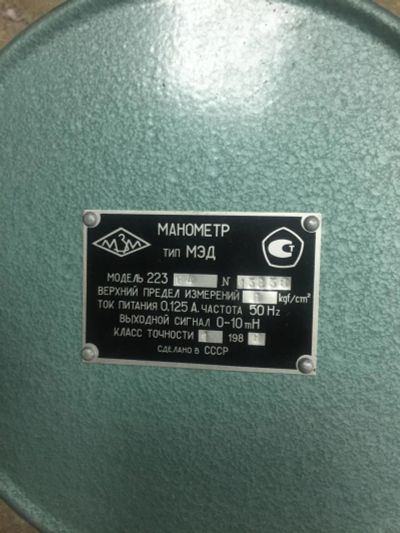 МЗМ
МАНОМЕТР
ТИП МЭД
МОДЕЛЬ 223 N
ВЕРХНИЙ ПРЕДЕЛ ИЗМЕРЕНИЙ kgf/cm²
ТОК ПИТАНИЯ 0.125 А. ЧАСТОТА 50 Hz
ВЫХОДНОЙ СИГНАЛ 0–10 mH
КЛАСС ТОЧНОСТИ 1 198
СДЕЛАНО В СССР